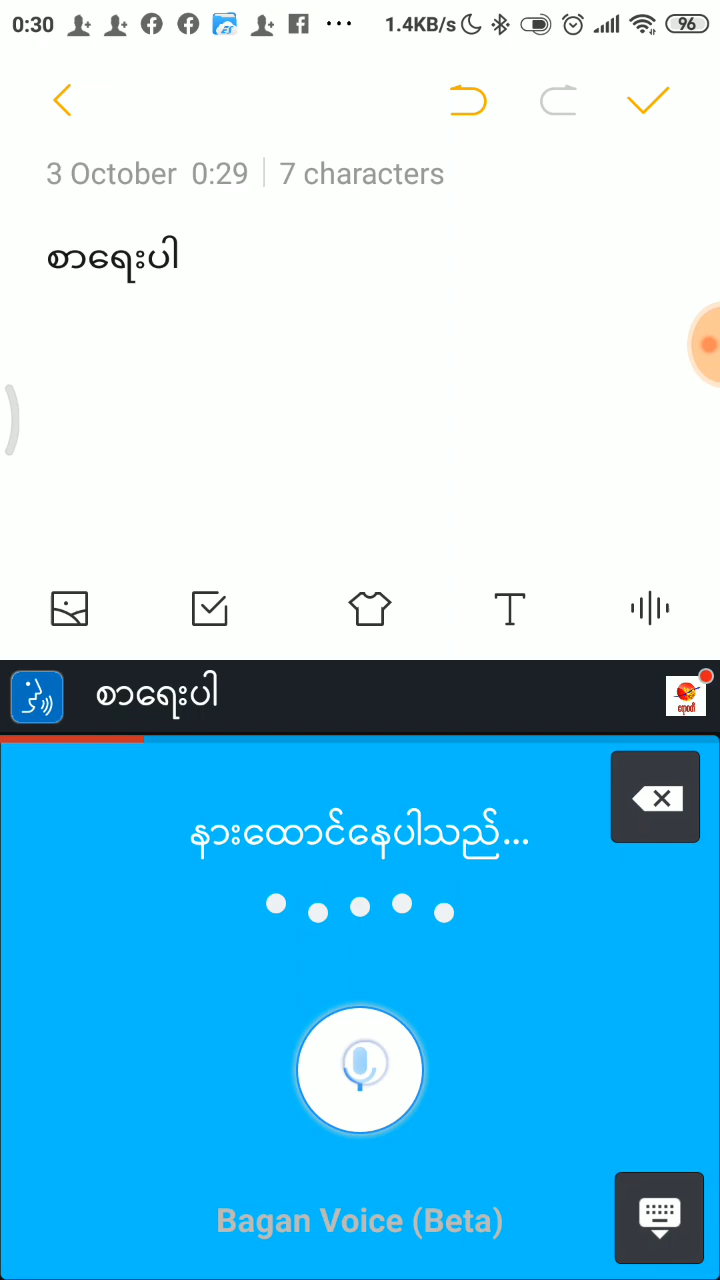 0:30 1.4KB/s 96
3 October 0:29 | 7 characters
စာရေးပါ
စာရေးပါ
နားထောင်နေပါသည်...
Bagan Voice (Beta)